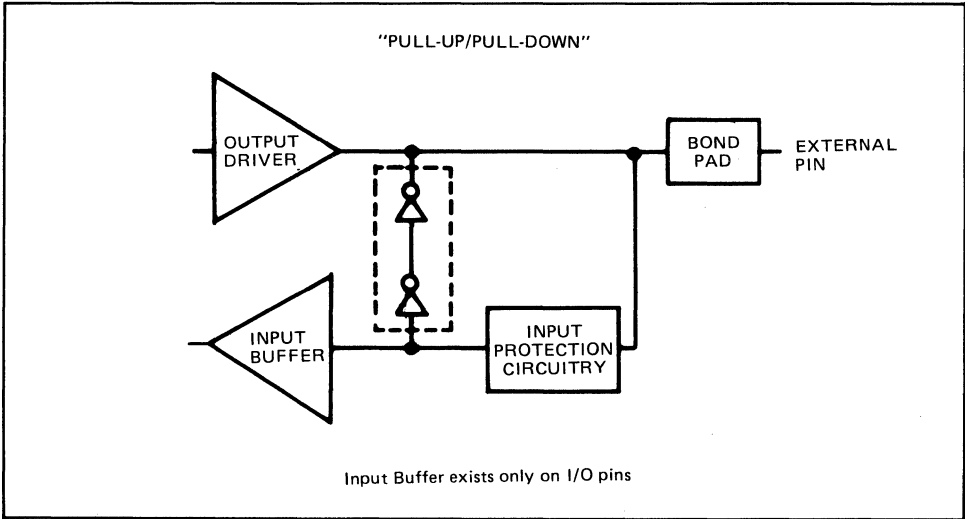 "PULL-UP/PULL-DOWN"
OUTPUT
DRIVER
BOND
PAD
EXTERNAL
PIN
INPUT
BUFFER
INPUT
PROTECTION
CIRCUITRY
Input Buffer exists only on I/O pins